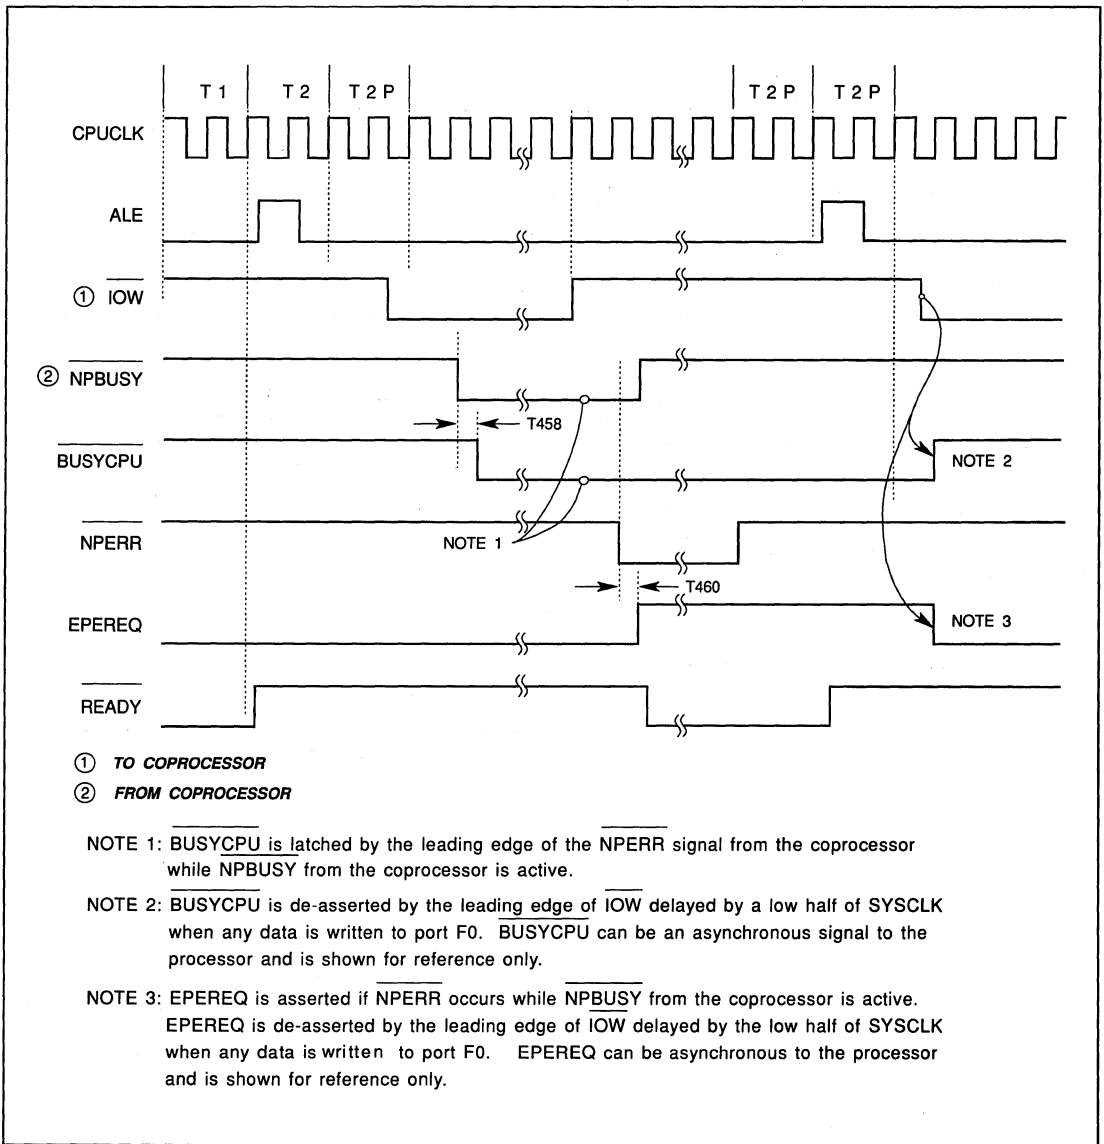 T 1 T 2 T 2 P T 2 P T 2 P
CPUCLK
ALE
① IOW
② NPBUSY
T458
BUSYCPU
NOTE 2
NPERR
NOTE 1
T460
EPEREQ
NOTE 3
READY
① TO COPROCESSOR
② FROM COPROCESSOR
NOTE 1: BUSYCPU is latched by the leading edge of the NPERR signal from the coprocessor
while NPBUSY from the coprocessor is active.
NOTE 2: BUSYCPU is de-asserted by the leading edge of IOW delayed by a low half of SYSCLK
when any data is written to port F0. BUSYCPU can be an asynchronous signal to the
processor and is shown for reference only.
NOTE 3: EPEREQ is asserted if NPERR occurs while NPBUSY from the coprocessor is active.
EPEREQ is de-asserted by the leading edge of IOW delayed by the low half of SYSCLK
when any data is written to port F0. EPEREQ can be asynchronous to the processor
and is shown for reference only.